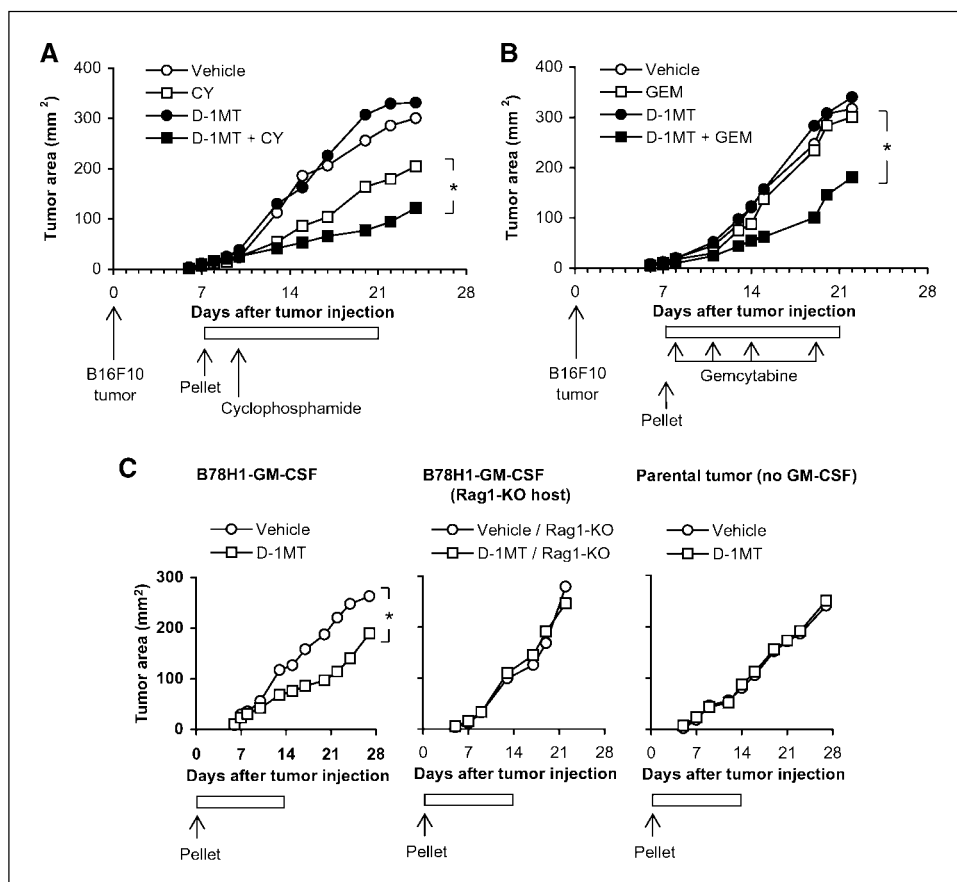 A
400
300
200
100
0
Tumor area (mm ²)
Vehicle
CY
D-1MT
D-1MT + CY
*
0 7 14 21 28
Days after tumor injection
B16F10
tumor
Pellet
Cyclophosphamide
B
400
300
200
100
0
Tumor area (mm ²)
Vehicle
GEM
D-1MT
D-1MT + GEM
*
0 7 14 21 28
Days after tumor injection
B16F10
tumor
Gemcytabine
Pellet
C
B78H1-GM-CSF
Vehicle
D-1MT
300
200
100
0
Tumor area (mm²)
*
0 7 14 21 28
Days after tumor injection
Pellet
B78H1-GM-CSF
(Rag1-KO host)
Vehicle / Rag1-KO
D-1MT / Rag1-KO
0 7 14 21 28
Days after tumor injection
Pellet
Parental tumor (no GM-CSF)
Vehicle
D-1MT
0 7 14 21 28
Days after tumor injection
Pellet